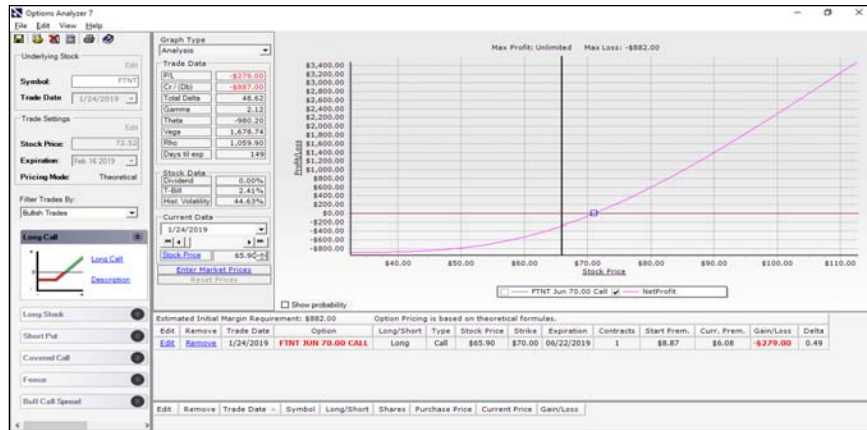 Options Analyzer 7
File Edit View Help
Underlying Stock
Edit
Symbol: FTNT
Trade Date 1/24/2019
Trade Settings
Edit
Stock Price: 72.52
Expiration: Feb 16 2019
Pricing Mode: Theoretical
Filter Trades By:
Bullish Trades
Long Call
Long Call
Description
Long Stock
Short Put
Covered Call
Fence
Bull Call Spread
Graph Type
Analysis
Trade Data
P/L -$279.00
Cr / (Db) -$887.00
Total Delta 48.62
Gamma 2.12
Theta -980.20
Vega 1,678.74
Rho 1,059.90
Days til exp 149
Stock Data
Dividend 0.00%
T-Bill 2.41%
Hist. Volatility 44.63%
Current Data
1/24/2019
Stock Price 65.90
Enter Market Prices
Reset Prices
Max Profit: Unlimited Max Loss: -$882.00
Profit/Loss
$3,400.00
$3,200.00
$3,000.00
$2,800.00
$2,600.00
$2,400.00
$2,200.00
$2,000.00
$1,800.00
$1,600.00
$1,400.00
$1,200.00
$1,000.00
$800.00
$600.00
$400.00
$200.00
$0.00
-$200.00
-$400.00
-$600.00
-$800.00
$40.00 $50.00 $60.00 $70.00 $80.00 $90.00 $100.00 $110.00
Stock Price
FTNT Jun 70.00 Call NetProfit
Show probability
Estimated Initial Margin Requirement: $882.00 Option Pricing is based on theoretical formulas.
Edit Remove Trade Date Option Long/Short Type Stock Price Strike Expiration Contracts Start Prem. Curr. Prem. Gain/Loss Delta
Edit Remove 1/24/2019 FTNT JUN 70.00 CALL Long Call $65.90 $70.00 06/22/2019 1 $8.87 $6.08 -$279.00 0.49
Edit Remove Trade Date Symbol Long/Short Shares Purchase Price Current Price Gain/Loss